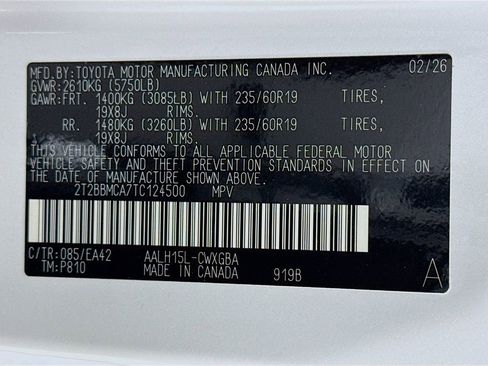 MFD.BY:TOYOTA MOTOR MANUFACTURING CANADA INC. 02/26
GVWR:2610KG (5750LB)
GAWR:FRT. 1400KG (3085LB) WITH 235/60R19 TIRES,
19X8J RIMS.
RR. 1480KG (3260LB) WITH 235/60R19 TIRES,
19X8J RIMS.
THIS VEHICLE CONFORMS TO ALL APPLICABLE FEDERAL MOTOR
VEHICLE SAFETY AND THEFT PREVENTION STANDARDS IN EFFECT
ON THE DATE OF MANUFACTURE SHOWN ABOVE.
2T2BBMCA7TC124500 MPV
C/TR:085/EA42 AALH15L-CWXGBA
TM:P810 MADE IN CANADA 919B A